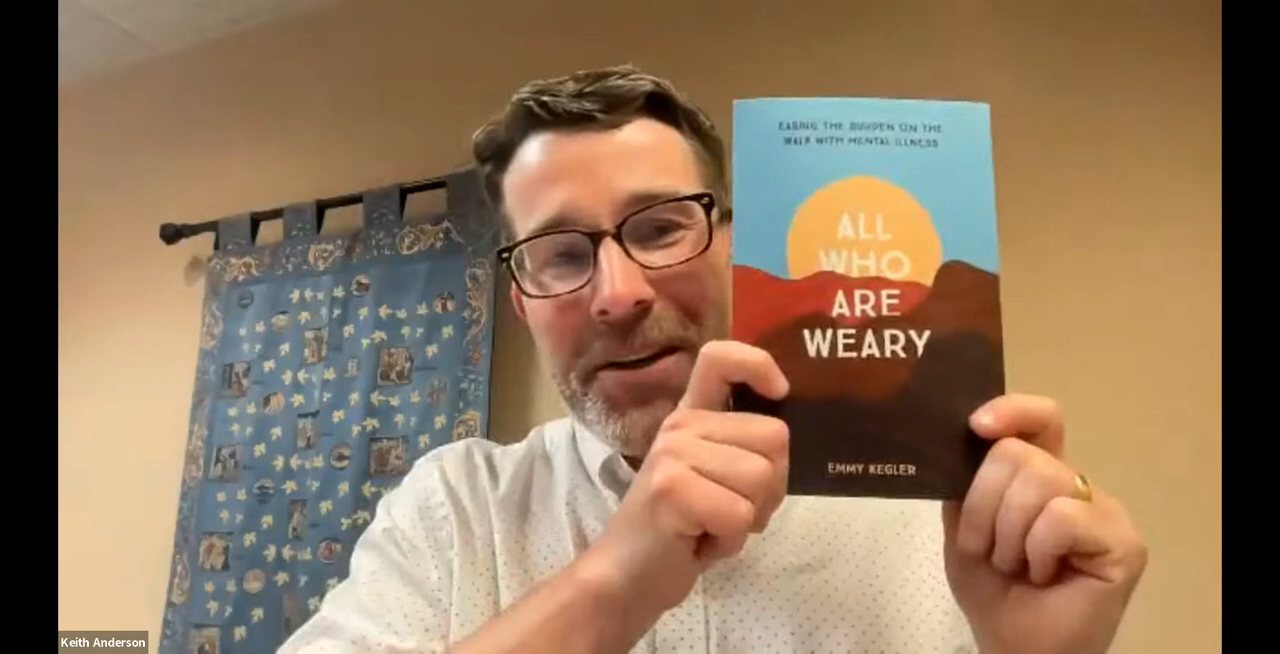 EASING THE BURDEN ON THE
WALK WITH MENTAL ILLNESS
ALL
WHO
ARE
WEARY
EMMY KEGLER
Keith Anderson